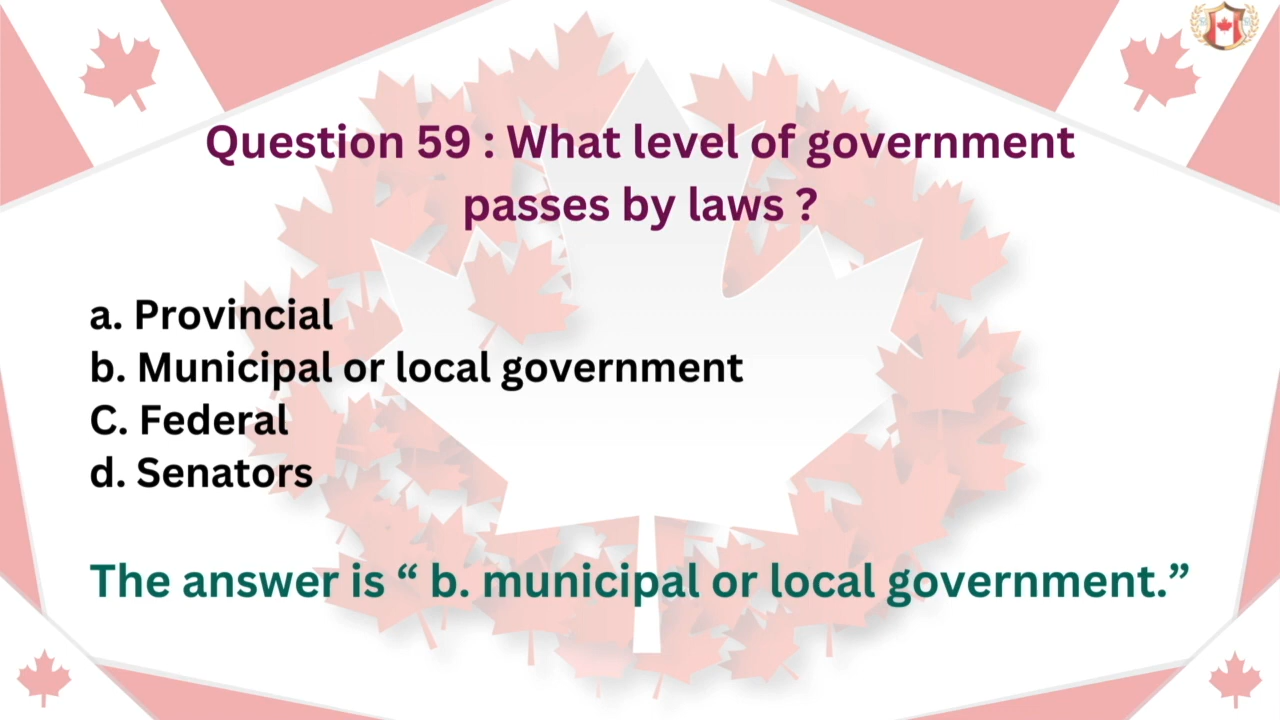 Question 59 : What level of government
passes by laws ?
a. Provincial
b. Municipal or local government
C. Federal
d. Senators
The answer is “ b. municipal or local government.”